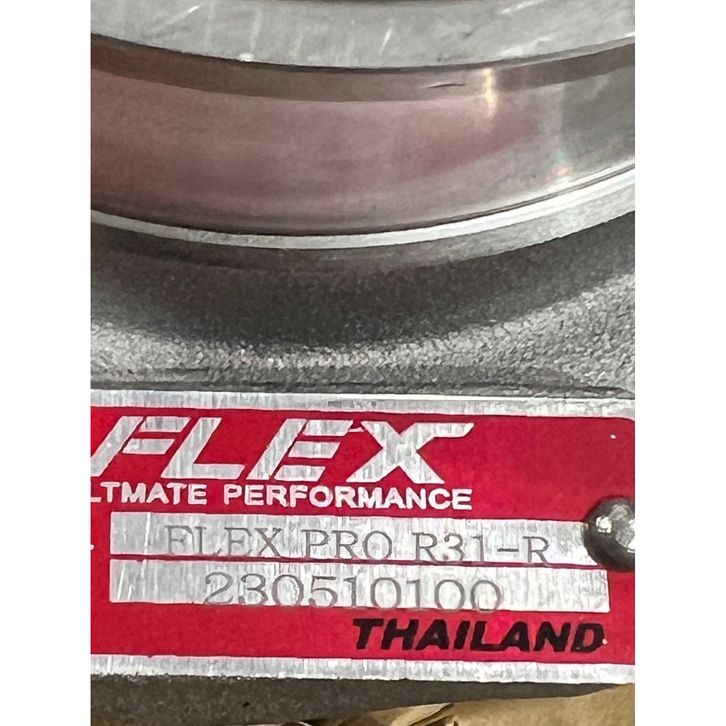 FLEX
LTMATE PERFORMANCE
FLEX PRO R31-R
230510100
THAILAND